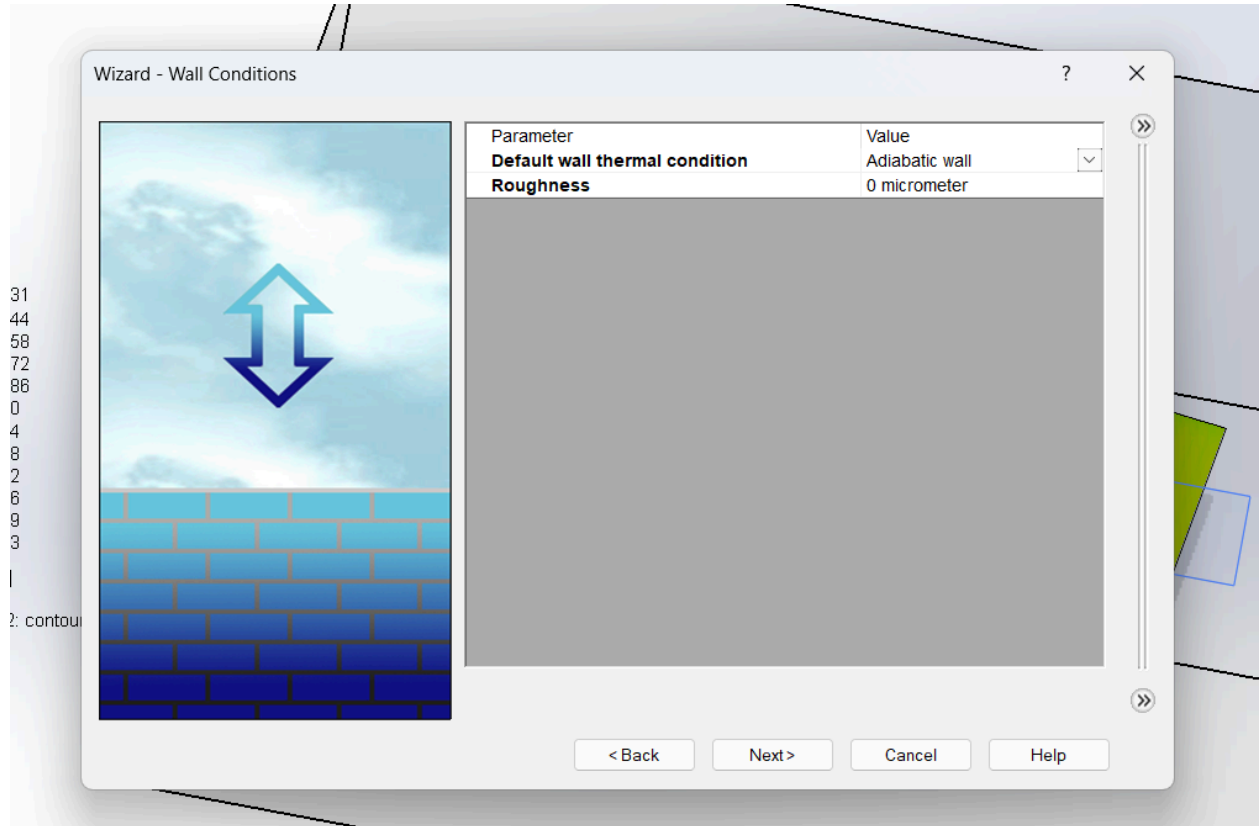 Wizard - Wall Conditions ?
Parameter Value
Default wall thermal condition Adiabatic wall
Roughness 0 micrometer
31
44
58
72
86
0
4
8
2
6
9
3
]
2: contou
< Back Next > Cancel Help